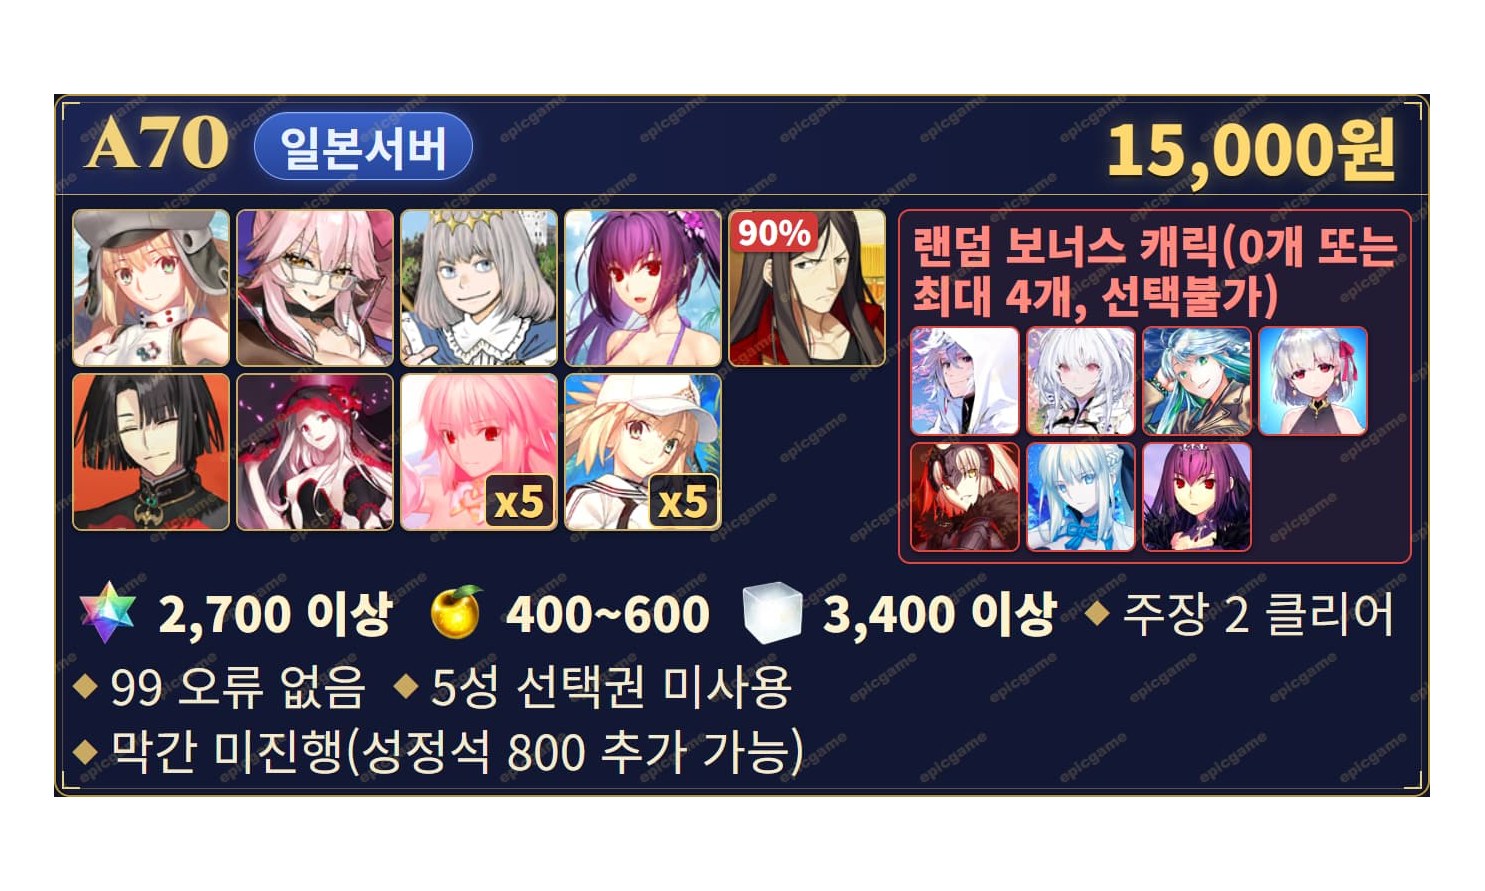 A70 일본서버 15,000원
90%
랜덤 보너스 캐릭(0개 또는
최대 4개, 선택불가)
x5 x5
2,700 이상 400~600 3,400 이상 ◆ 주장 2 클리어
◆ 99 오류 없음 ◆ 5성 선택권 미사용
◆ 막간 미진행(성정석 800 추가 가능)
epicgame